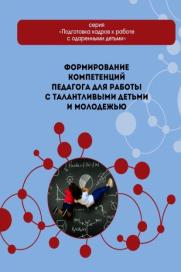 серия
«Подготовка кадров к работе
с одаренными детьми»
ФОРМИРОВАНИЕ
КОМПЕТЕНЦИЙ
ПЕДАГОГА ДЛЯ РАБОТЫ
С ТАЛАНТЛИВЫМИ ДЕТЬМИ
И МОЛОДЕЖЬЮ